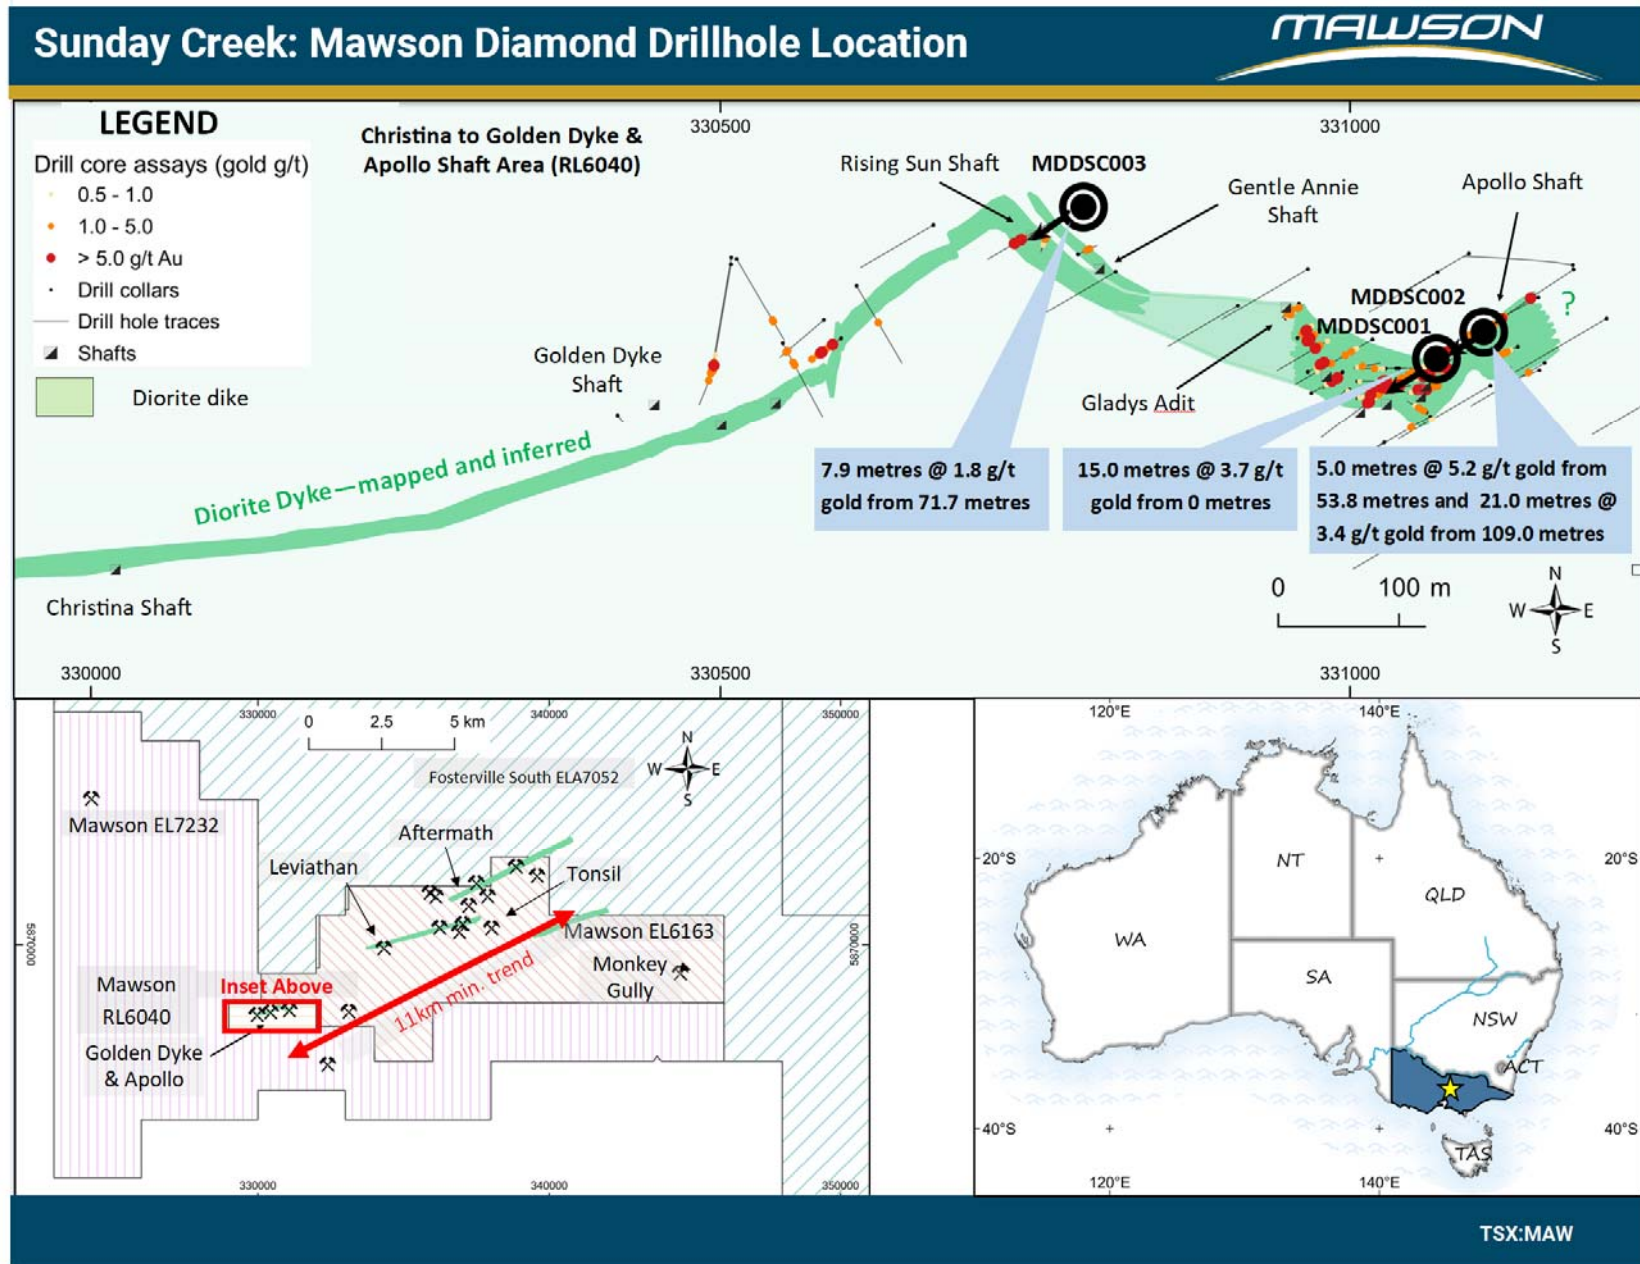 Sunday Creek: Mawson Diamond Drillhole Location
MAWSON
LEGEND
Drill core assays (gold g/t)
0.5 - 1.0
1.0 - 5.0
> 5.0 g/t Au
Drill collars
Drill hole traces
Shafts
Diorite dike
Christina to Golden Dyke &
Apollo Shaft Area (RL6040)
330500
331000
Rising Sun Shaft
MDDSC003
Gentle Annie
Shaft
Apollo Shaft
MDDSC002
MDDSC001
?
Golden Dyke
Shaft
Gladys Adit
Diorite Dyke—mapped and inferred
7.9 metres @ 1.8 g/t
gold from 71.7 metres
15.0 metres @ 3.7 g/t
gold from 0 metres
5.0 metres @ 5.2 g/t gold from
53.8 metres and 21.0 metres @
3.4 g/t gold from 109.0 metres
Christina Shaft
0 100 m
N
W E
S
330000
330500
331000
330000
340000
350000
0 2.5 5 km
N
W E
S
Fosterville South ELA7052
Mawson EL7232
Aftermath
Leviathan
Tonsil
5870000
5870000
Mawson EL6163
Monkey
Gully
Mawson
RL6040
Inset Above
11km min. trend
Golden Dyke
& Apollo
330000
340000
350000
120°E
140°E
20°S
20°S
NT
QLD
WA
SA
NSW
ACT
40°S
40°S
TAS
120°E
140°E
TSX:MAW